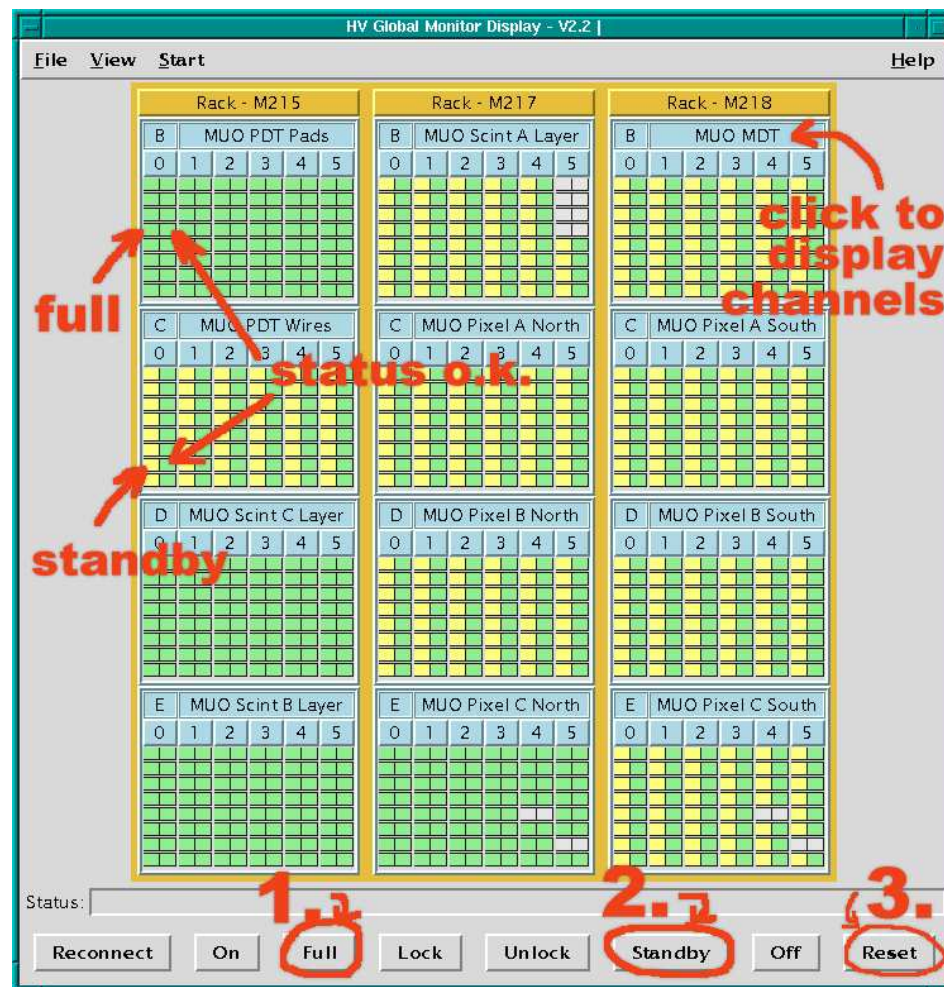 HV Global Monitor Display - V2.2 |
File View Start Help
Rack - M215 Rack - M217 Rack - M218
B MUO PDT Pads B MUO Scint A Layer B MUO MDT
0 1 2 3 4 5 0 1 2 3 4 5 0 1 2 3 4 5
click to
display
channels
full
C MUO PDT Wires C MUO Pixel A North C MUO Pixel A South
0 1 2 3 4 5 0 1 2 3 4 5 0 1 2 3 4 5
status o.k.
D MUO Scint C Layer D MUO Pixel B North D MUO Pixel B South
0 1 2 3 4 5 0 1 2 3 4 5 0 1 2 3 4 5
standby
E MUO Scint B Layer E MUO Pixel C North E MUO Pixel C South
0 1 2 3 4 5 0 1 2 3 4 5 0 1 2 3 4 5
Status:
1. 2. 3.
Reconnect On Full Lock Unlock Standby Off Reset